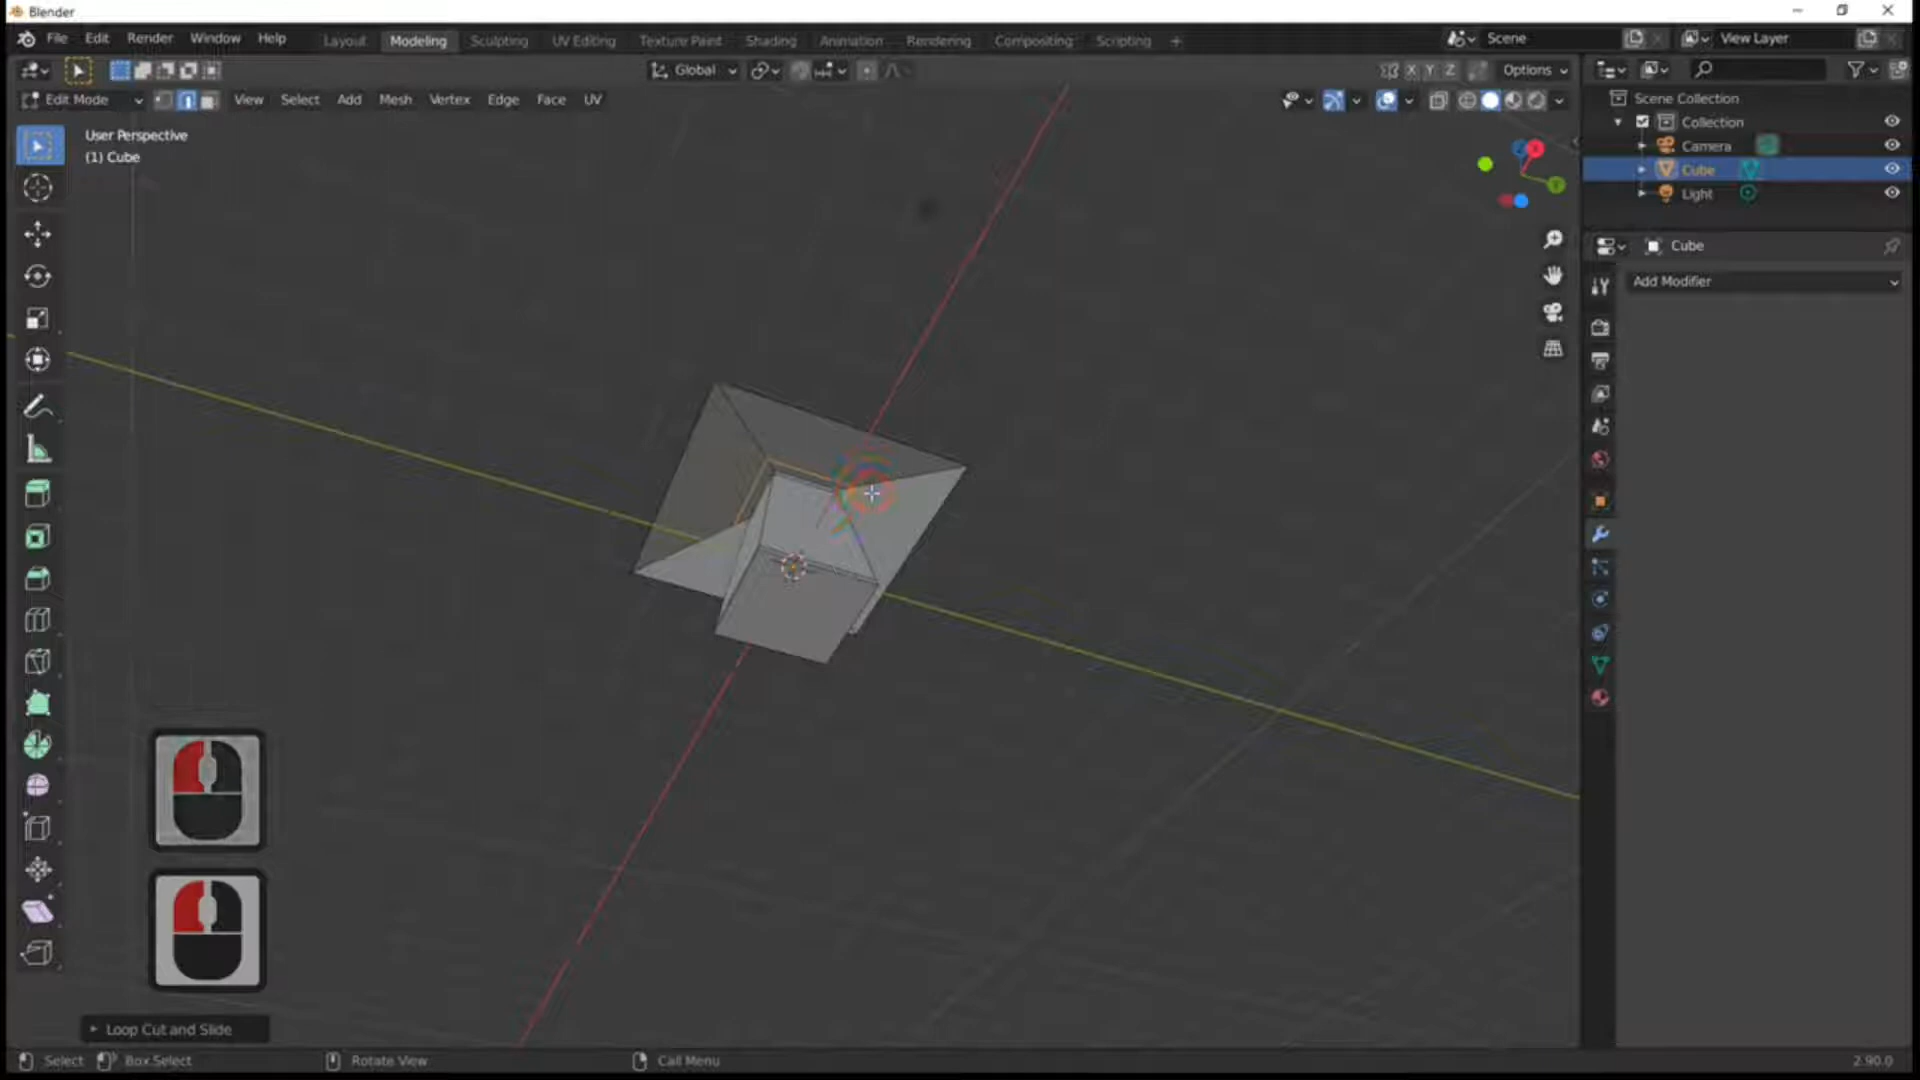 Blender
File Edit Render Window Help Layout Modeling Sculpting UV Editing Texture Paint Shading Animation Rendering Compositing Scripting + Scene View Layer
Global X Y Z Options
Edit Mode View Select Add Mesh Vertex Edge Face UV
User Perspective
(1) Cube
Scene Collection
Collection
Camera
Cube
Light
Cube
Add Modifier
Loop Cut and Slide
Select Box Select Rotate View Call Menu 2.90.0